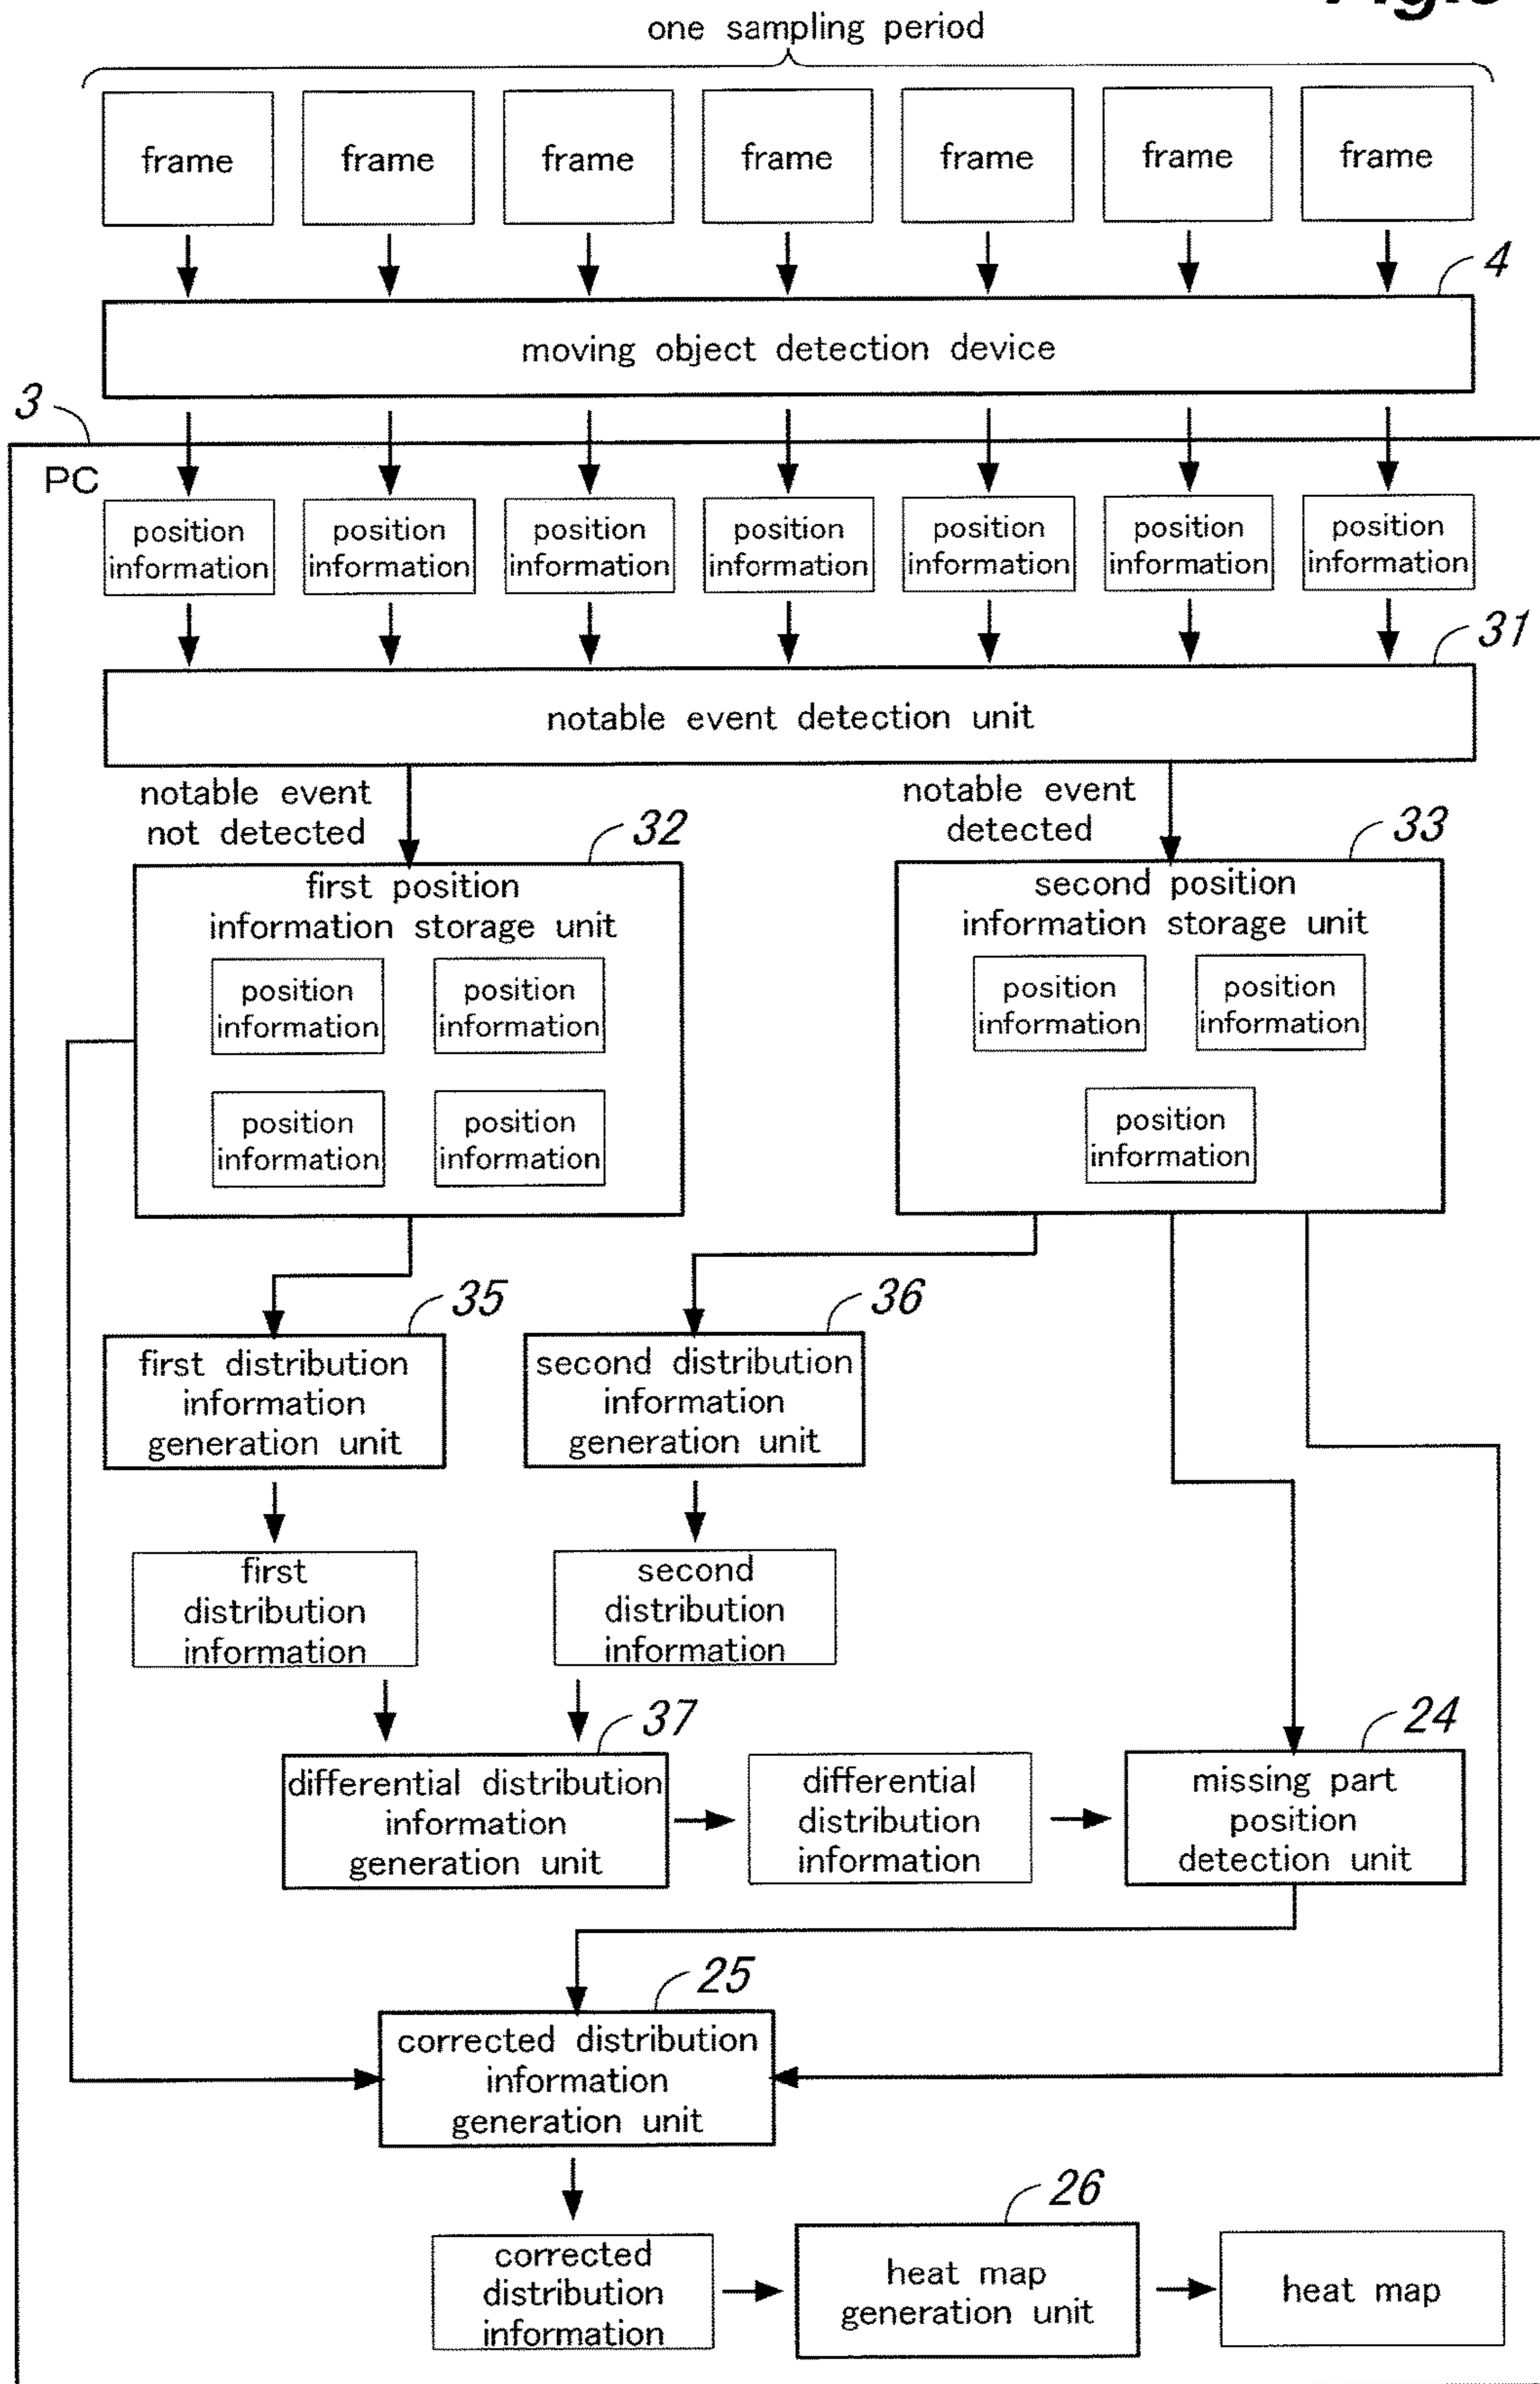 one sampling period
frame frame frame frame frame frame frame
4
moving object detection device
3
PC
position position position position position position position
information information information information information information information
31
notable event detection unit
notable event
not detected
notable event
detected
32
33
first position
information storage unit
position position
information information
position position
information information
second position
information storage unit
position position
information information
position
information
35
36
first distribution
information
generation unit
second distribution
information
generation unit
first
distribution
information
second
distribution
information
37
24
differential distribution
information
generation unit
differential
distribution
information
missing part
position
detection unit
25
corrected distribution
information
generation unit
26
corrected
distribution
information
heat map
generation unit
heat map